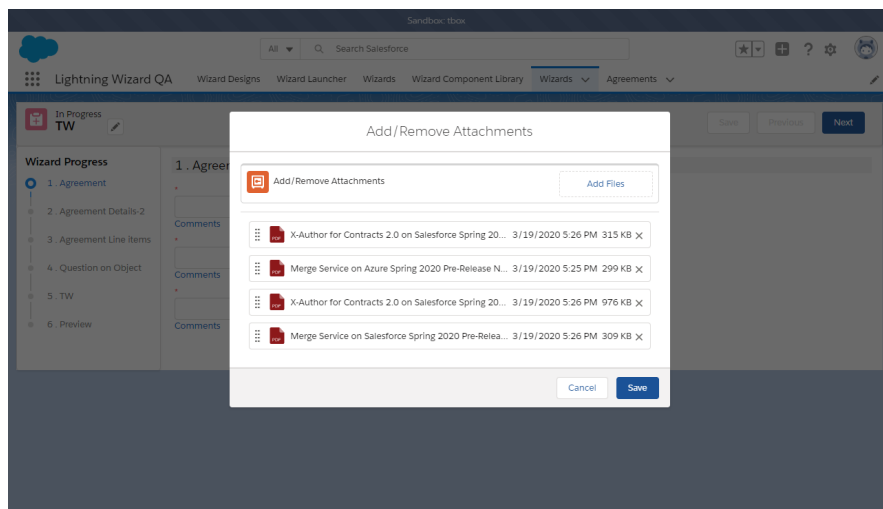 Sandbox: tbox
All
Search Salesforce
Lightning Wizard QA
Wizard Designs
Wizard Launcher
Wizards
Wizard Component Library
Wizards
Agreements
In Progress
TW
Save
Previous
Next
Wizard Progress
1 . Agreement
2 . Agreement Details-2
3 . Agreement Line items
4 . Question on Object
5 . TW
6 . Preview
1 . Agreer
*
Comments
*
Comments
*
Comments
Add/Remove Attachments
Add/Remove Attachments
Add Files
PDF X-Author for Contracts 2.0 on Salesforce Spring 20... 3/19/2020 5:26 PM 315 KB
PDF Merge Service on Azure Spring 2020 Pre-Release N... 3/19/2020 5:25 PM 299 KB
PDF X-Author for Contracts 2.0 on Salesforce Spring 20... 3/19/2020 5:26 PM 976 KB
PDF Merge Service on Salesforce Spring 2020 Pre-Relea... 3/19/2020 5:26 PM 309 KB
Cancel
Save